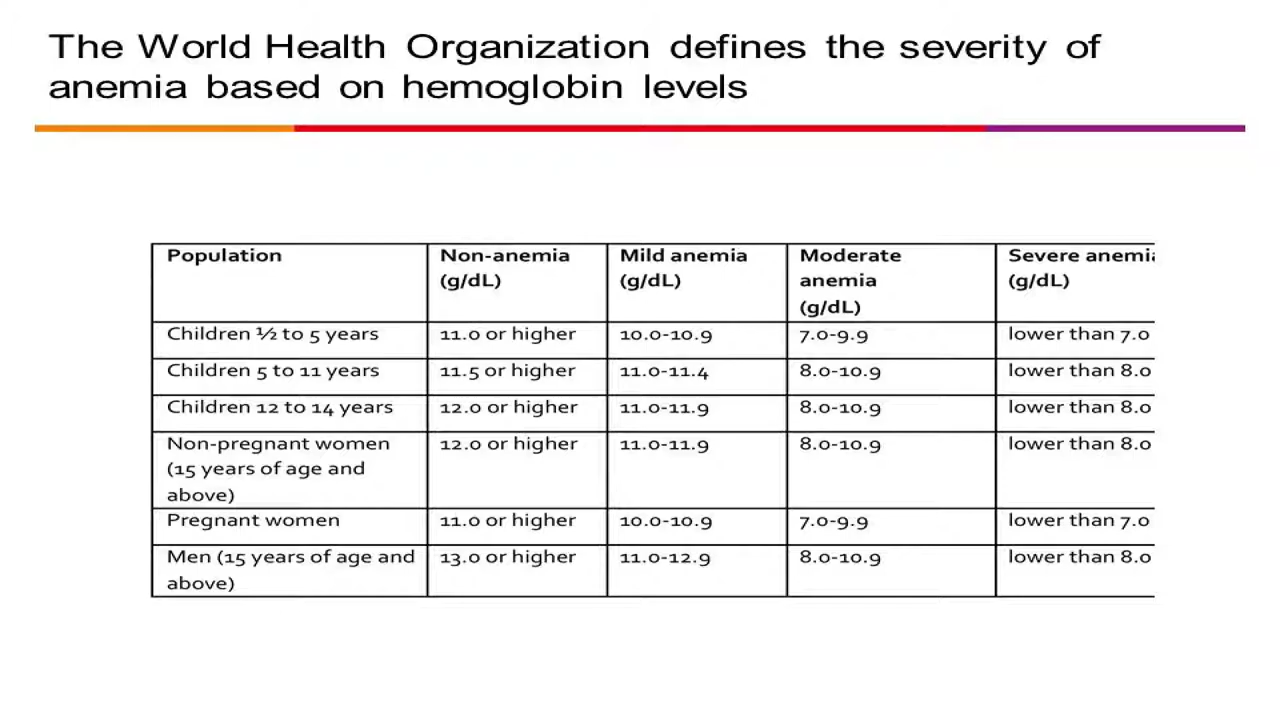 The World Health Organization defines the severity of
anemia based on hemoglobin levels
Population Non-anemia (g/dL) Mild anemia (g/dL) Moderate anemia (g/dL) Severe anemia (g/dL)
Children ½ to 5 years 11.0 or higher 10.0-10.9 7.0-9.9 lower than 7.0
Children 5 to 11 years 11.5 or higher 11.0-11.4 8.0-10.9 lower than 8.0
Children 12 to 14 years 12.0 or higher 11.0-11.9 8.0-10.9 lower than 8.0
Non-pregnant women (15 years of age and above) 12.0 or higher 11.0-11.9 8.0-10.9 lower than 8.0
Pregnant women 11.0 or higher 10.0-10.9 7.0-9.9 lower than 7.0
Men (15 years of age and above) 13.0 or higher 11.0-12.9 8.0-10.9 lower than 8.0